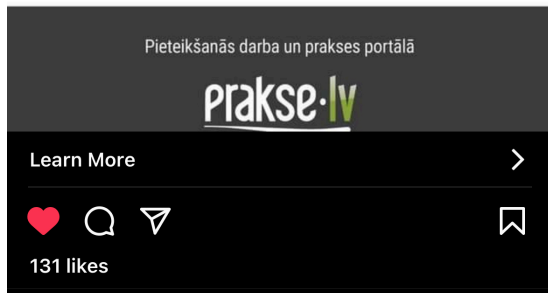 Pieteikšanās darba un prakses portālā
prakse.lv
Learn More
131 likes